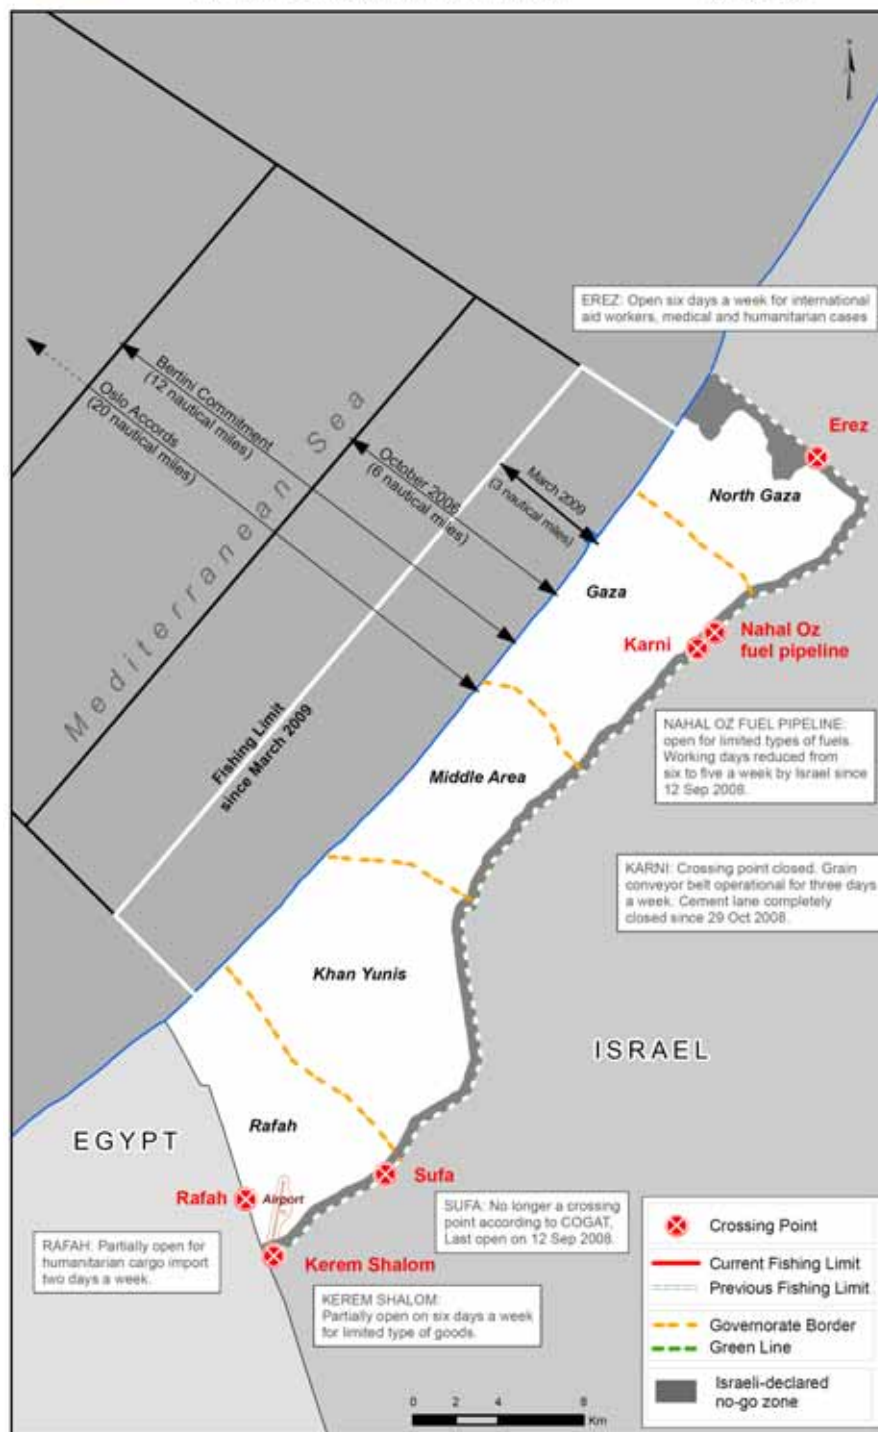 EREZ: Open six days a week for international
aid workers, medical and humanitarian cases
Bertini Commitment
(12 nautical miles)
Oslo Accords
(20 nautical miles)
Mediterranean Sea
October 2006
(6 nautical miles)
March 2009
(3 nautical miles)
Erez
North Gaza
Gaza
Karni
Nahal Oz
fuel pipeline
Fishing Limit
since March 2009
NAHAL OZ FUEL PIPELINE:
open for limited types of fuels.
Working days reduced from
six to five a week by Israel since
12 Sep 2008.
Middle Area
KARNI: Crossing point closed. Grain
conveyor belt operational for three days
a week. Cement lane completely
closed since 29 Oct 2008.
Khan Yunis
ISRAEL
EGYPT
Rafah
Sufa
Rafah
Airport
SUFA: No longer a crossing
point according to COGAT,
Last open on 12 Sep 2008.
RAFAH: Partially open for
humanitarian cargo import
two days a week.
Kerem Shalom
KEREM SHALOM:
Partially open on six days a week
for limited type of goods.
Crossing Point
Current Fishing Limit
Previous Fishing Limit
Governorate Border
Green Line
Israeli-declared
no-go zone
0 2 4 8
Km